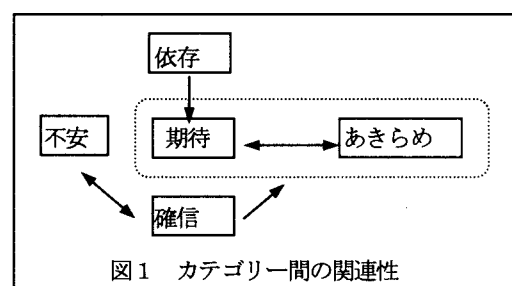 依存
不安
期待
あきらめ
確信
図1 カテゴリー間の関連性